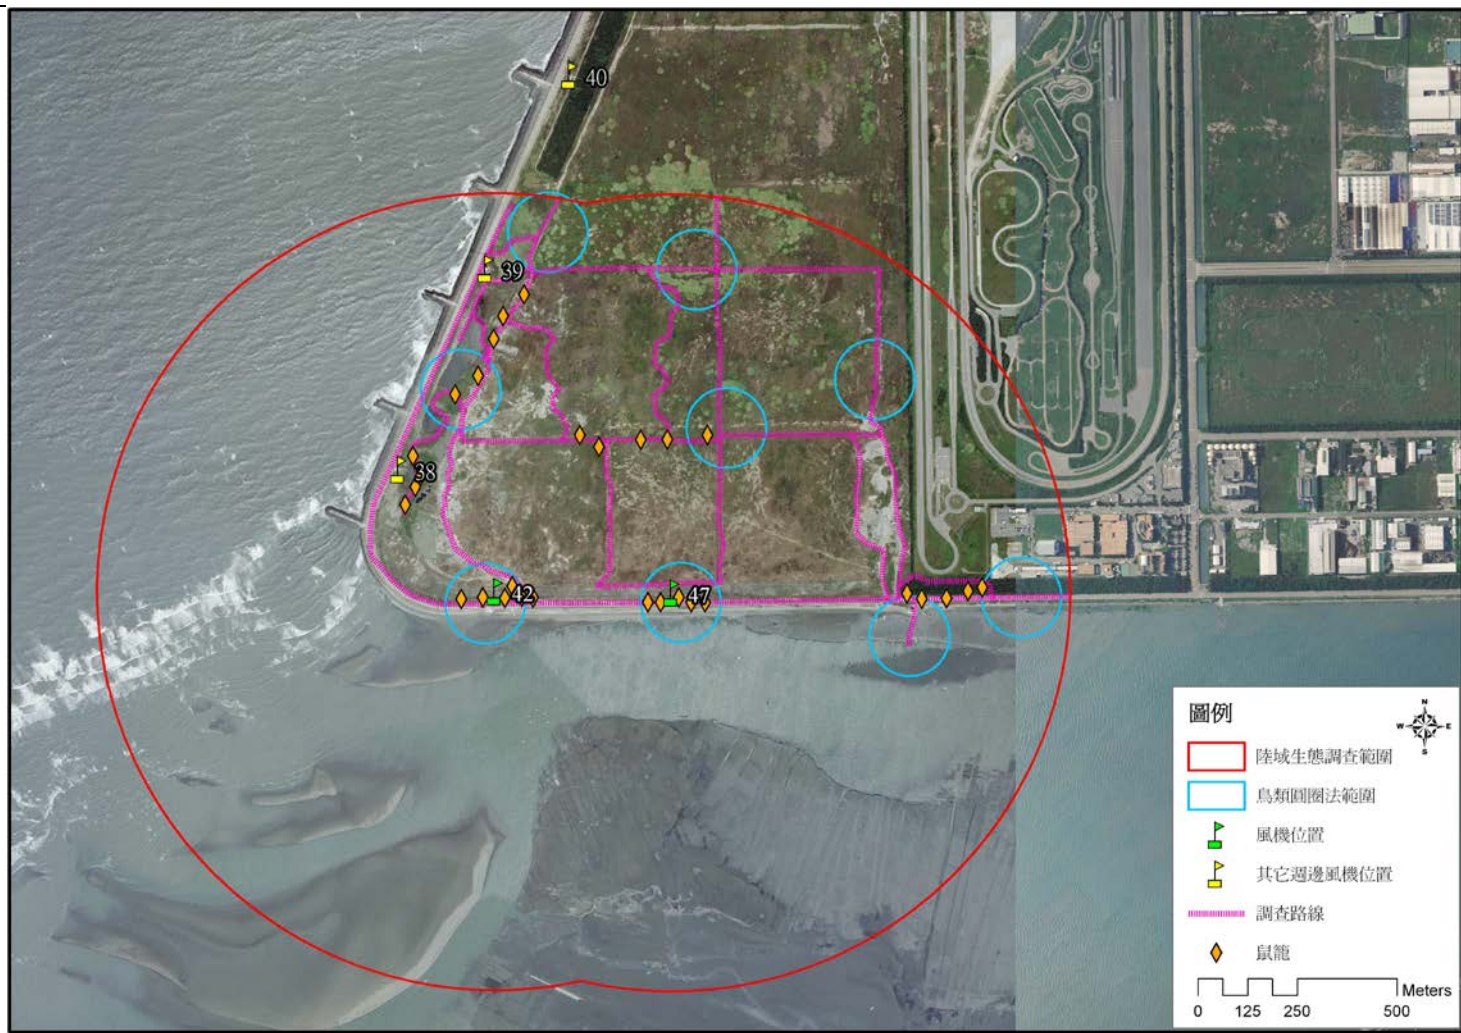 40
39
38
42
47
圖例
N
W E
S
陸域生態調查範圍
鳥類圓圈法範圍
風機位置
其它週邊風機位置
調查路線
鼠籠
Meters
0 125 250 500